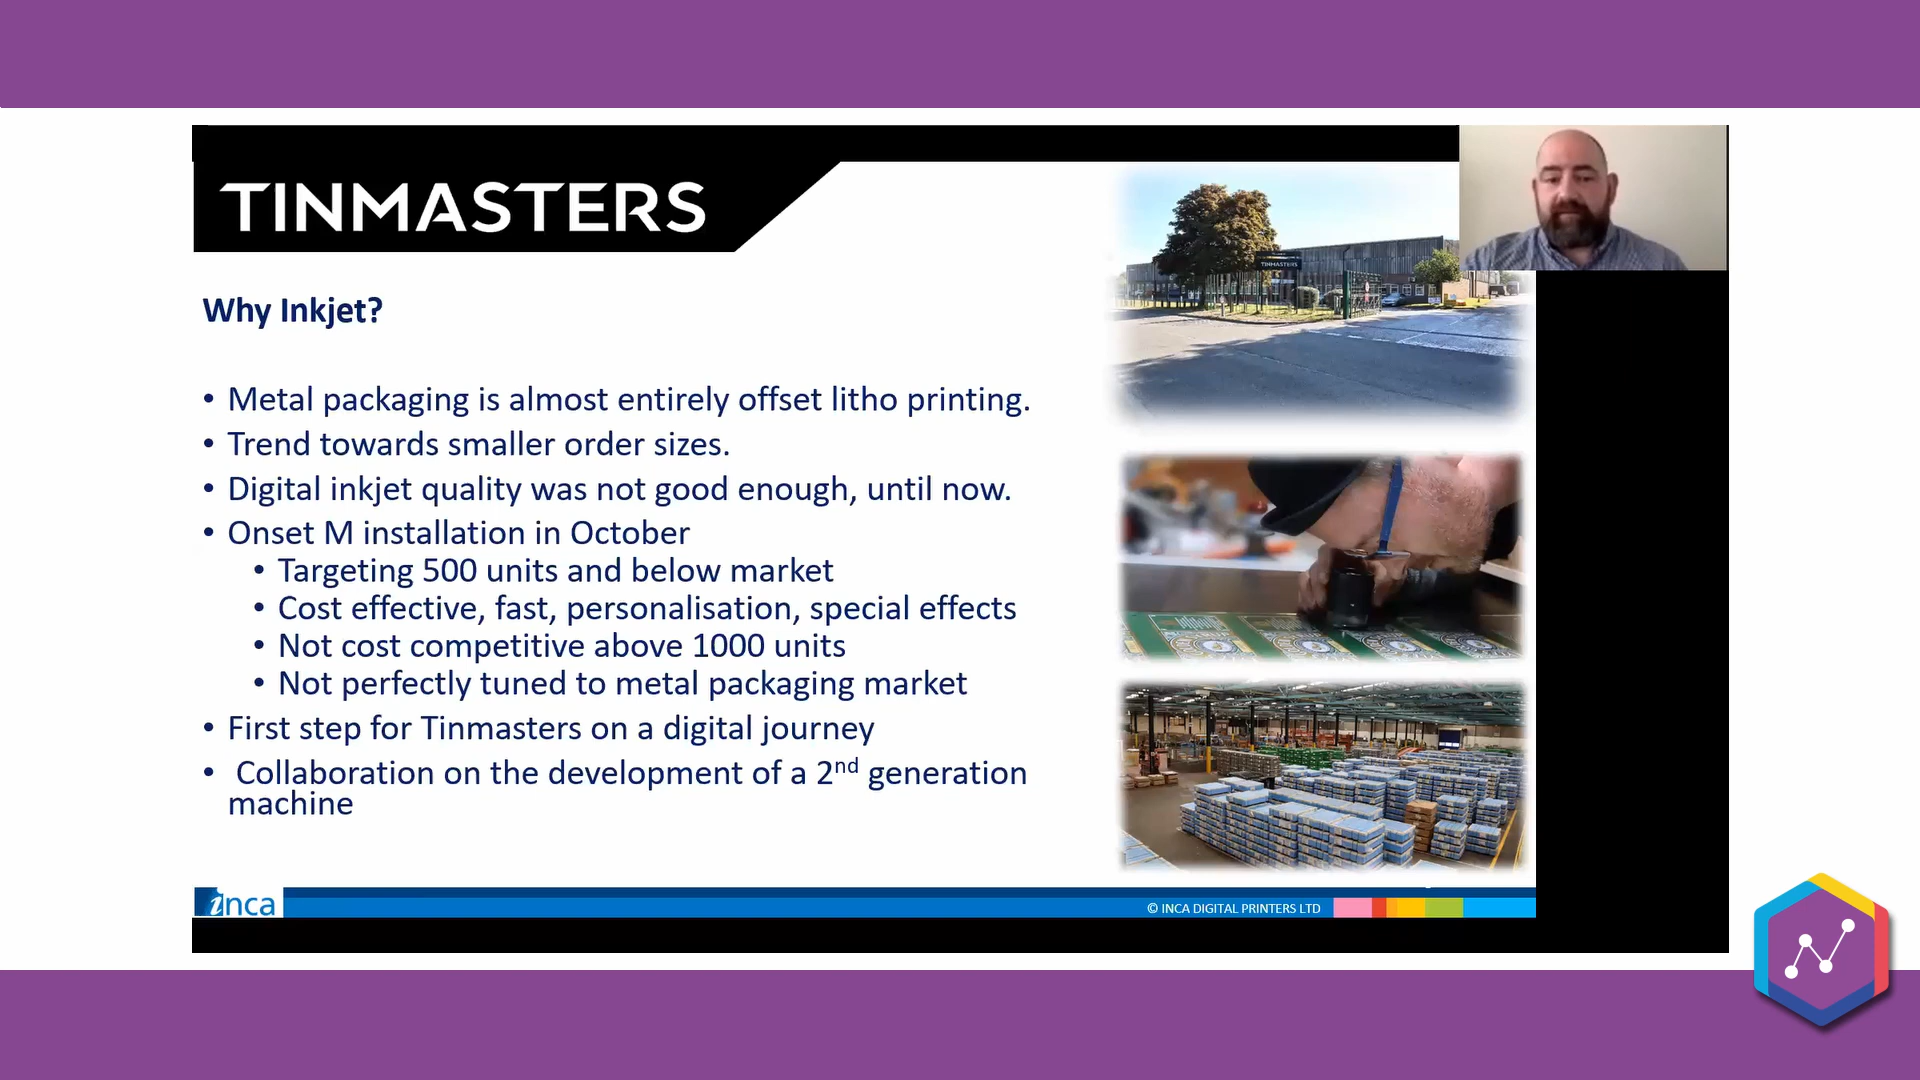 TINMASTERS
TINMASTERS
Why Inkjet?
• Metal packaging is almost entirely offset litho printing.
• Trend towards smaller order sizes.
• Digital inkjet quality was not good enough, until now.
• Onset M installation in October
• Targeting 500 units and below market
• Cost effective, fast, personalisation, special effects
• Not cost competitive above 1000 units
• Not perfectly tuned to metal packaging market
• First step for Tinmasters on a digital journey
• Collaboration on the development of a 2nd generation
machine
inca
© INCA DIGITAL PRINTERS LTD